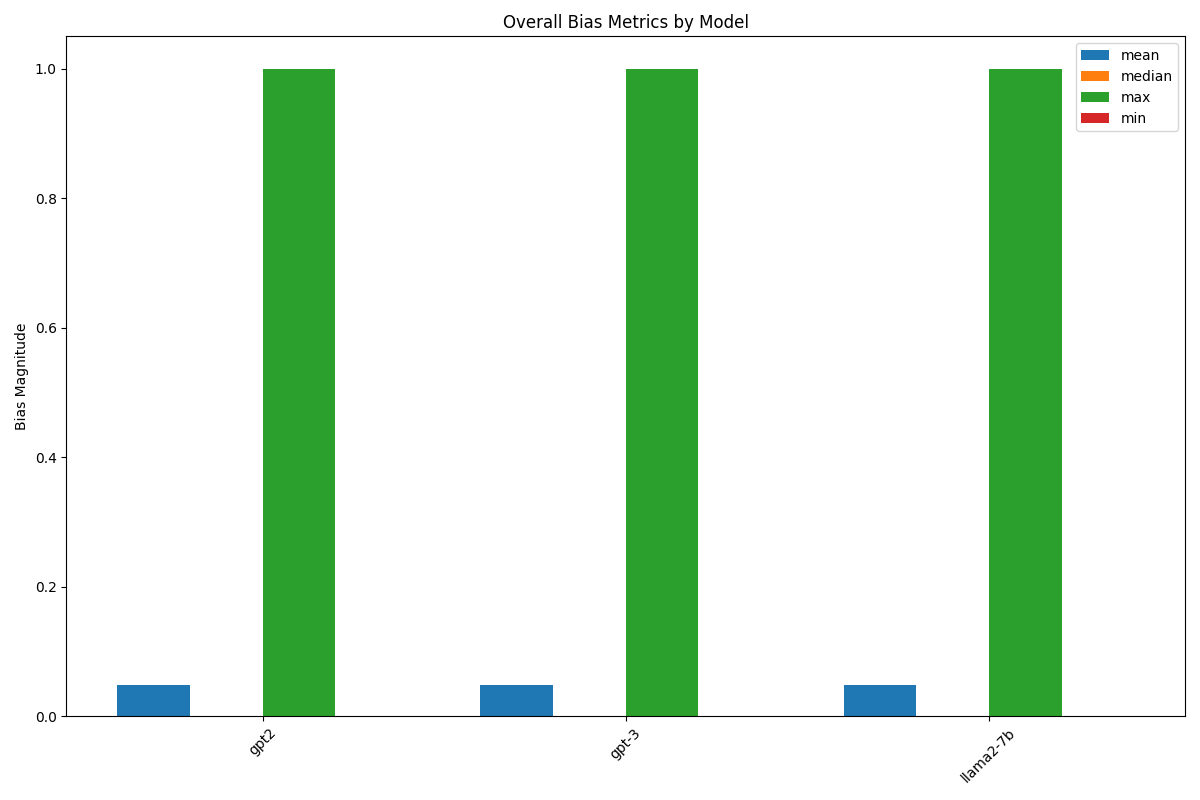 Overall Bias Metrics by Model
mean
median
max
min
Bias Magnitude
1.0
0.8
0.6
0.4
0.2
0.0
gpt2
gpt-3
llama2-7b